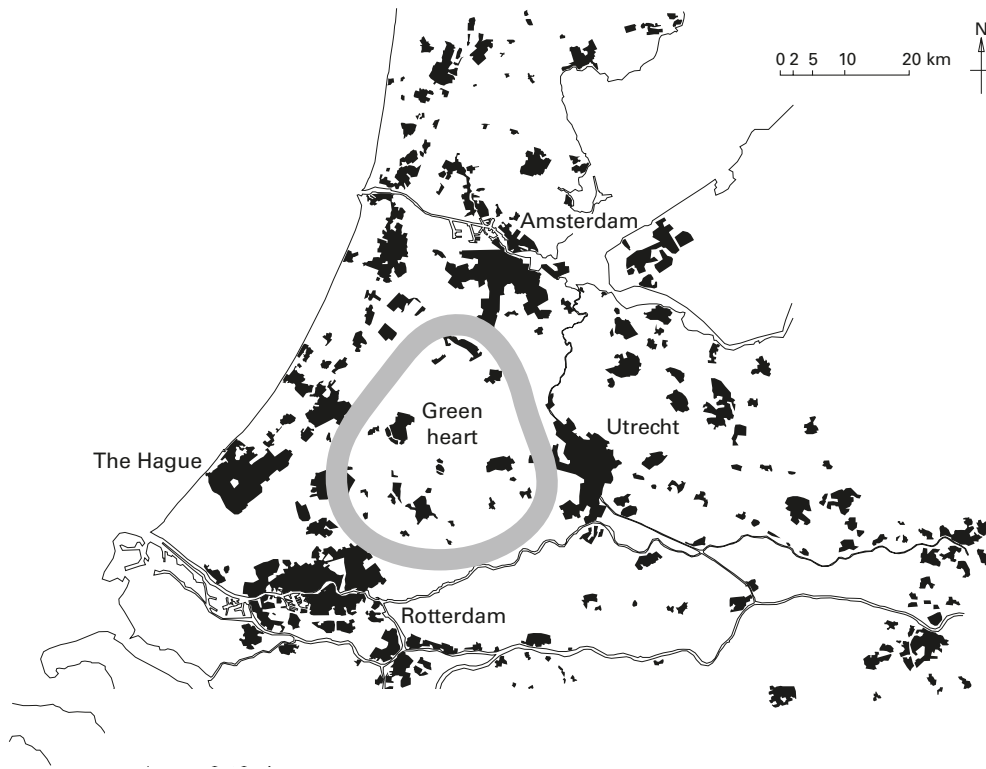 N
0 2 5 10 20 km
Amsterdam
Green
heart
Utrecht
The Hague
Rotterdam